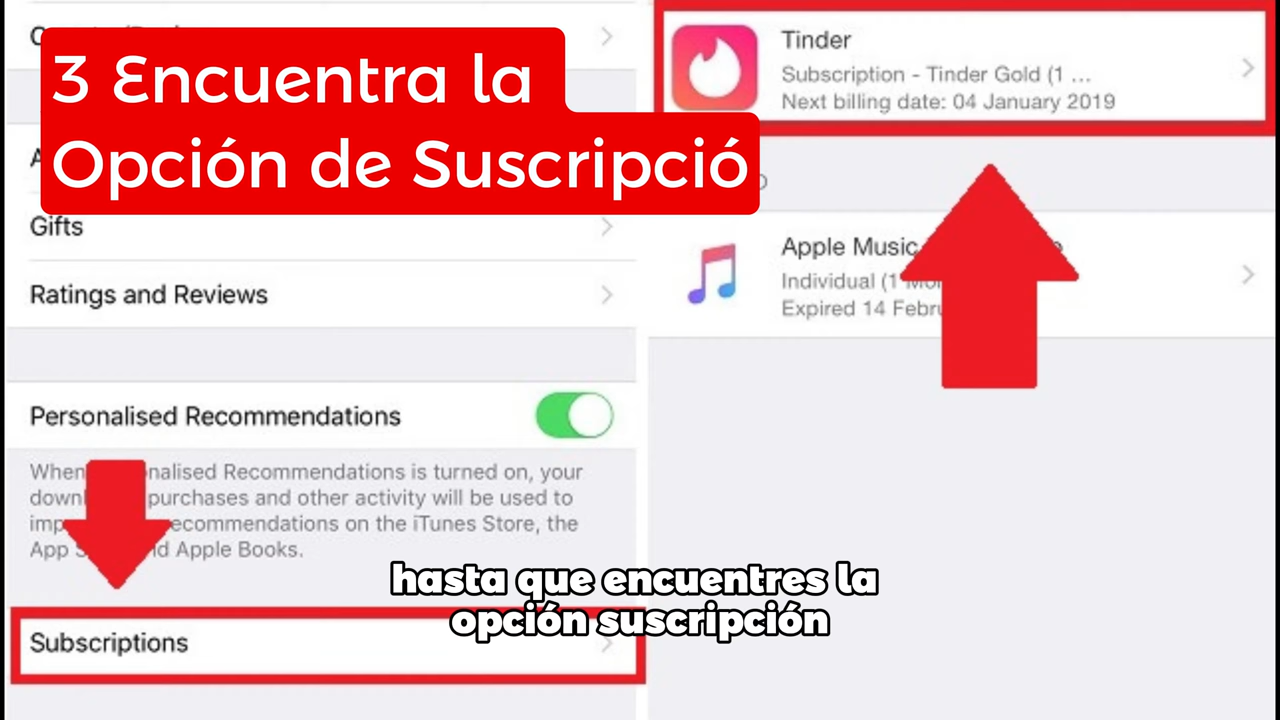 3 Encuentra la
Opción de Suscripció
Gifts
Ratings and Reviews
Personalised Recommendations
When nalised Recommendations is turned on, your
down purchases and other activity will be used to
imp ecommendations on the iTunes Store, the
App S d Apple Books.
Subscriptions
Tinder
Subscription - Tinder Gold (1 ...
Next billing date: 04 January 2019
Apple Music
Individual (1 Mon
Expired 14 Febru
hasta que encuentres la
opción suscripción